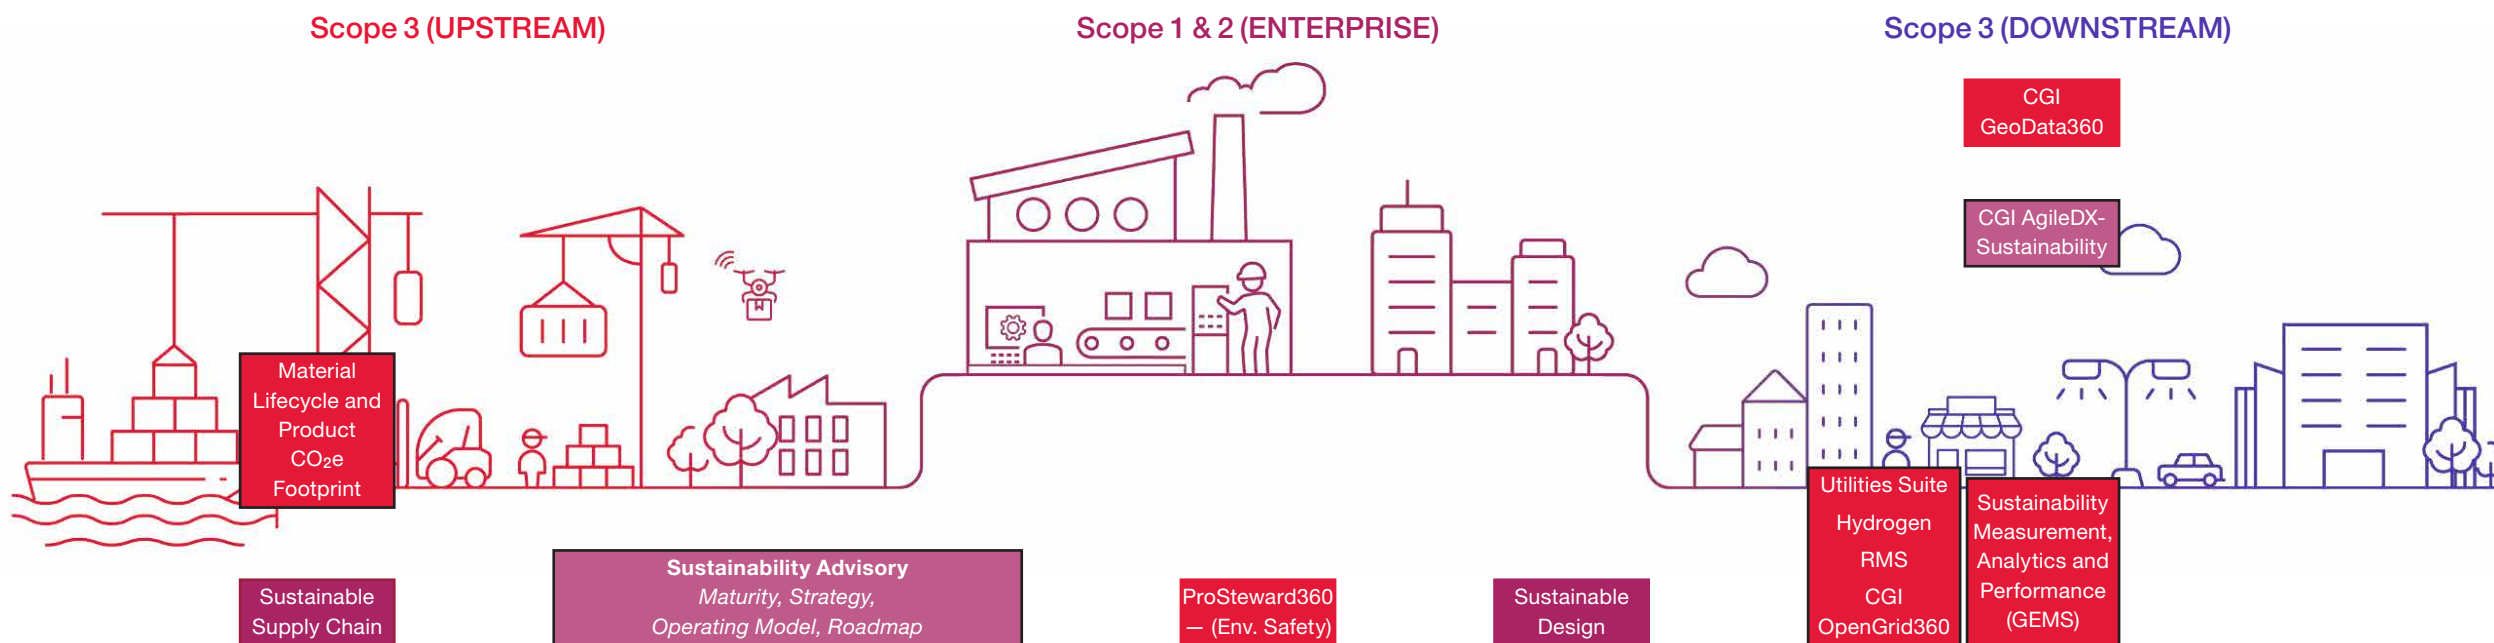 Scope 3 (UPSTREAM)
Scope 1 & 2 (ENTERPRISE)
Scope 3 (DOWNSTREAM)
CGI
GeoData360
CGI AgileDX-
Sustainability
Material
Lifecycle and
Product
CO₂e
Footprint
Utilities Suite
Hydrogen
RMS
CGI
OpenGrid360
Sustainability
Measurement,
Analytics and
Performance
(GEMS)
Sustainable
Supply Chain
Sustainability Advisory
Maturity, Strategy,
Operating Model, Roadmap
ProSteward360
— (Env. Safety)
Sustainable
Design